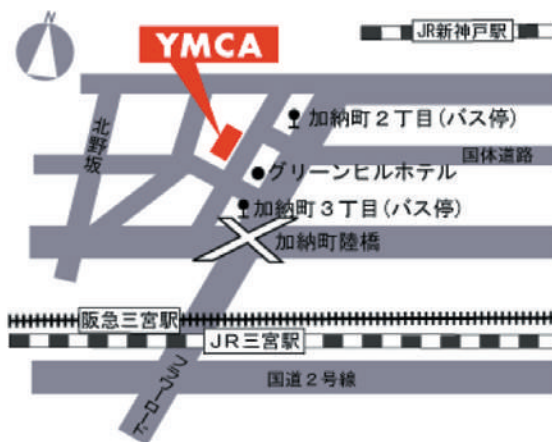 N
YMCA
JR新神戸駅
加納町2丁目(バス停)
北野坂
国体道路
グリーンヒルホテル
加納町3丁目(バス停)
加納町陸橋
阪急三宮駅
JR三宮駅
国道2号線
フラワーロード